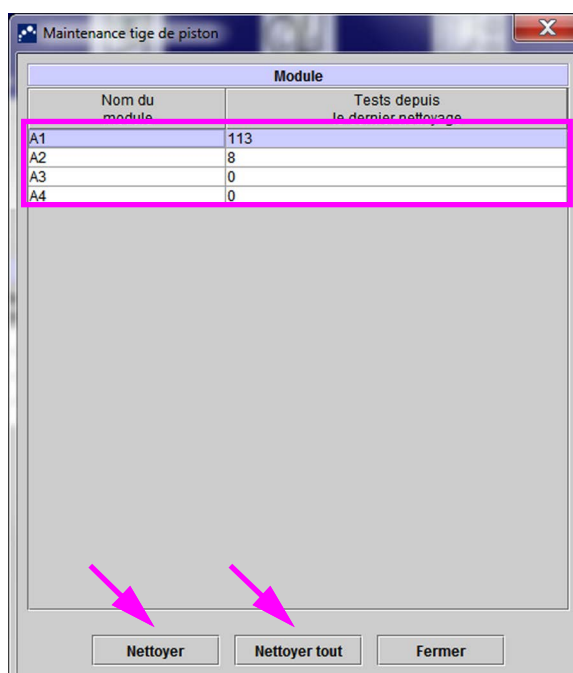 Maintenance tige de piston
Module
Nom du Tests depuis
module le dernier nettoyage
A1 113
A2 8
A3 0
A4 0
Nettoyer Nettoyer tout Fermer